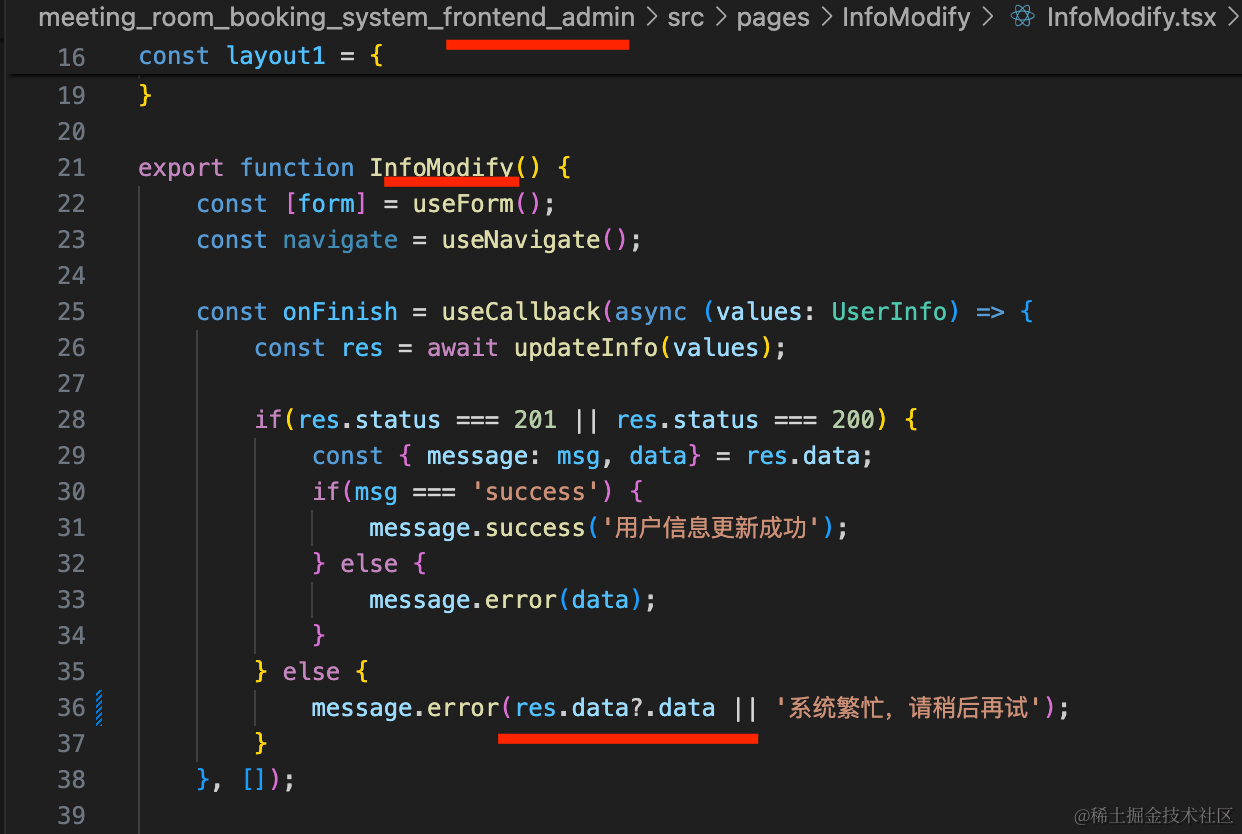 meeting_room_booking_system_frontend_admin > src > pages > InfoModify > InfoModify.tsx >
16 const layout1 = {
19 }
20
21 export function InfoModify() {
22 const [form] = useForm();
23 const navigate = useNavigate();
24
25 const onFinish = useCallback(async (values: UserInfo) => {
26 const res = await updateInfo(values);
27
28 if(res.status === 201 || res.status === 200) {
29 const { message: msg, data} = res.data;
30 if(msg === 'success') {
31 message.success('用户信息更新成功');
32 } else {
33 message.error(data);
34 }
35 } else {
36 message.error(res.data?.data || '系统繁忙，请稍后再试');
37 }
38 }, []);
39
@稀土掘金技术社区